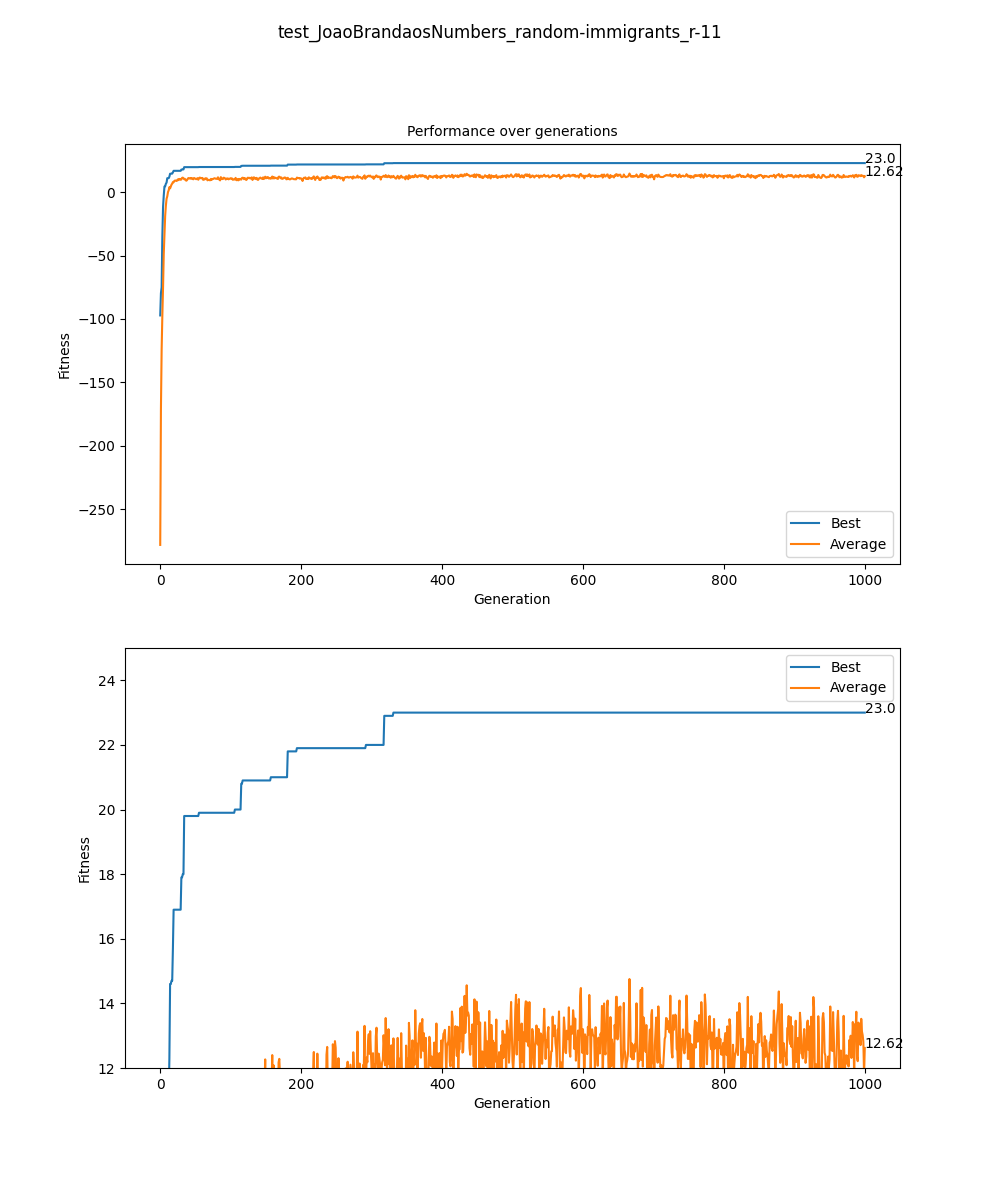 test_JoaoBrandaosNumbers_random-immigrants_r-11
Performance over generations
23.0
12.62
0
−50
−100
−150
−200
−250
Fitness
Best
Average
0 200 400 600 800 1000
Generation
Best
Average
23.0
12.62
24
22
20
18
16
14
12
Fitness
0 200 400 600 800 1000
Generation